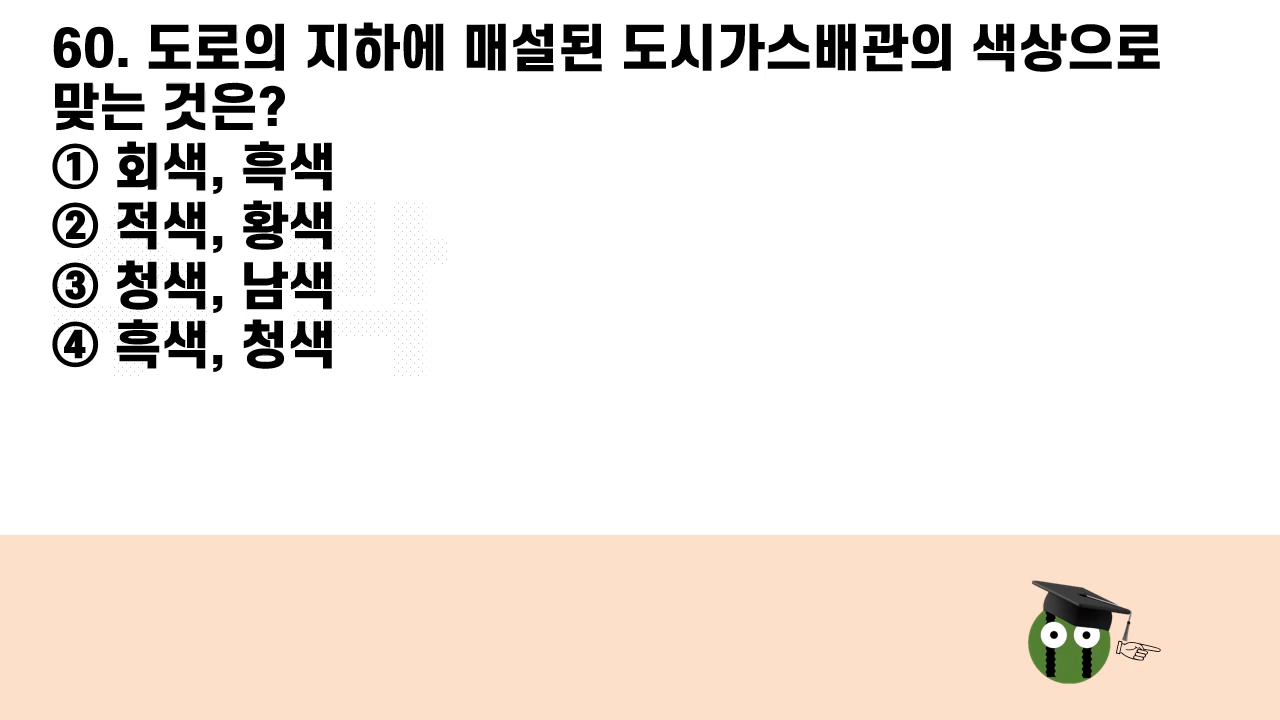 60. 도로의 지하에 매설된 도시가스배관의 색상으로
맞는 것은?
① 회색, 흑색
② 적색, 황색
③ 청색, 남색
④ 흑색, 청색